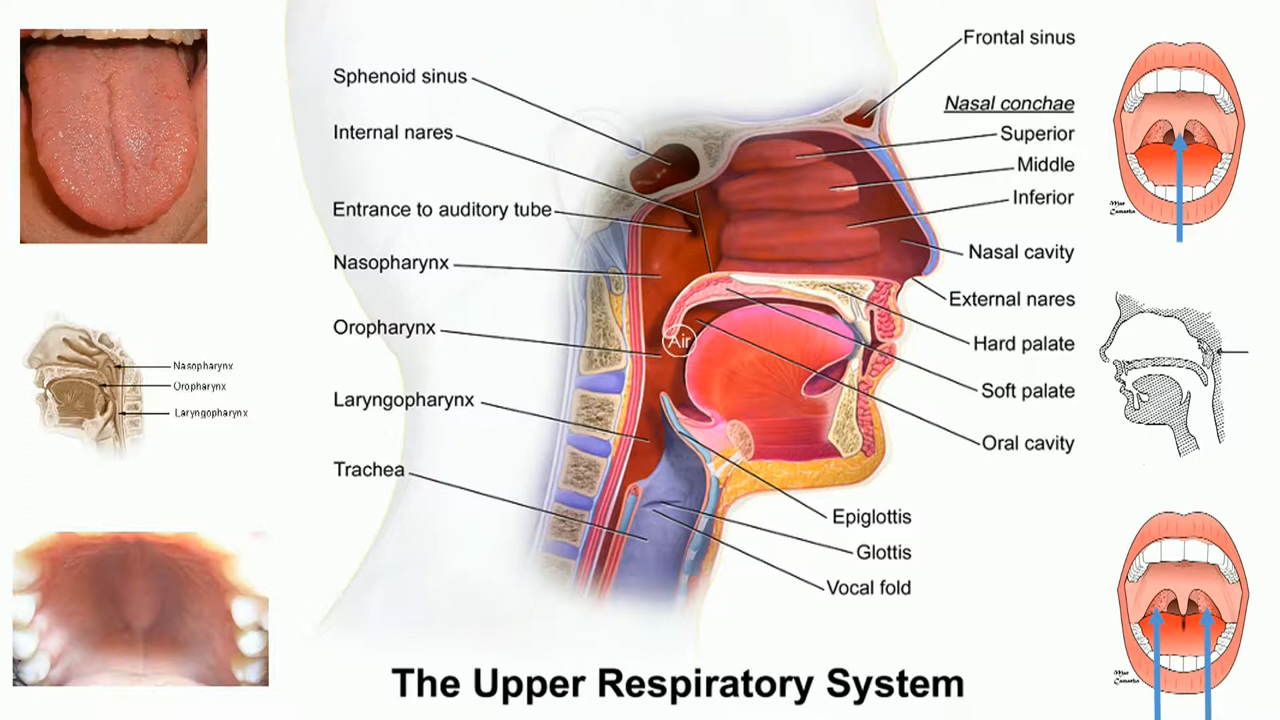 Sphenoid sinus
Internal nares
Entrance to auditory tube
Nasopharynx
Oropharynx
Laryngopharynx
Trachea
Frontal sinus
Nasal conchae
Superior
Middle
Inferior
Nasal cavity
External nares
Hard palate
Soft palate
Oral cavity
Epiglottis
Glottis
Vocal fold
Air
Nasopharynx
Oropharynx
Laryngopharynx
The Upper Respiratory System